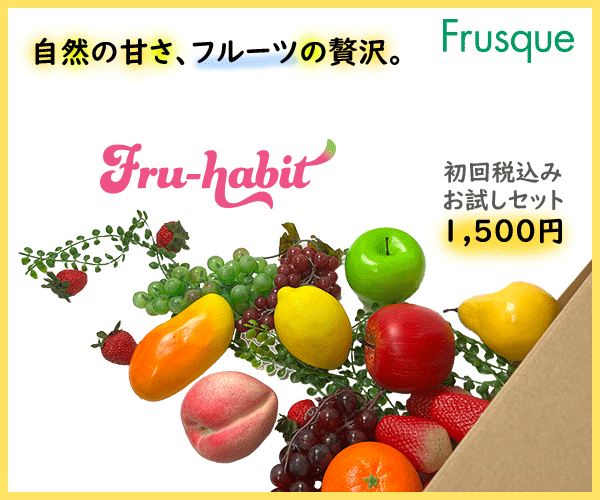 自然の甘さ、フルーツの贅沢。
Frusque
Fru-habit
初回税込み
お試しセット
1,500円